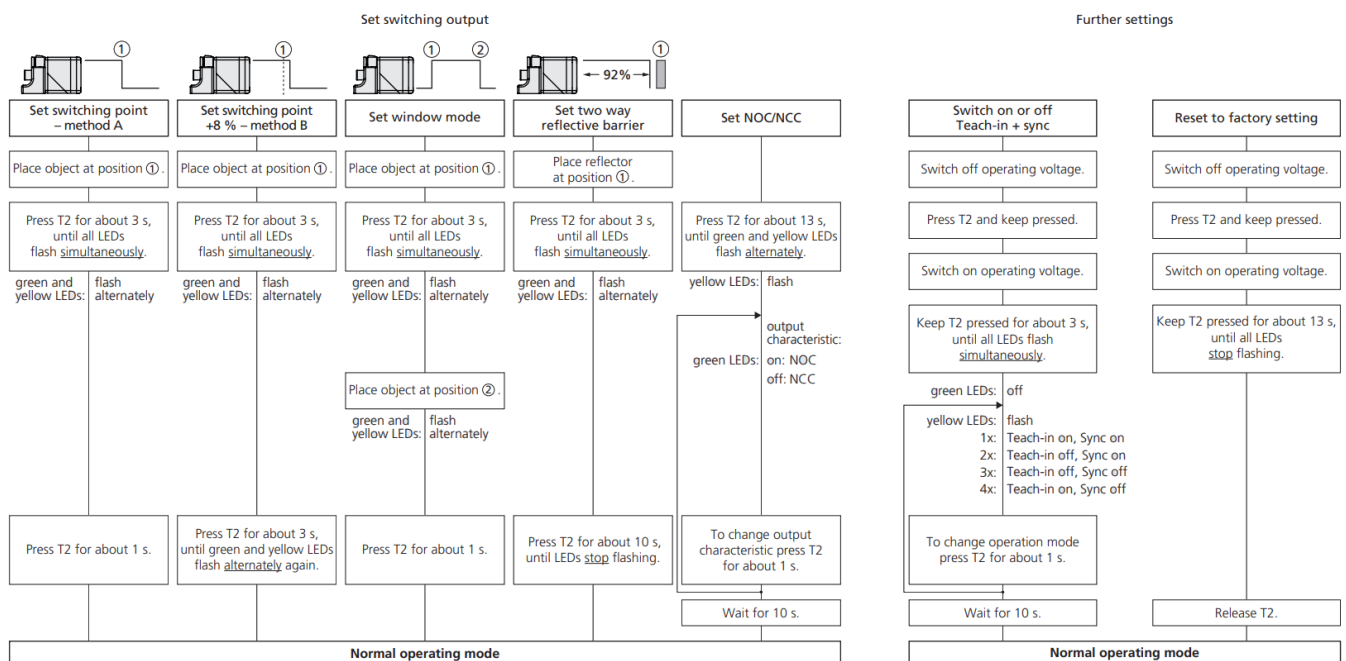 Set switching output
①
①
① ②
① 
← 92% →
Set switching point
– method A
Place object at position ①.
Press T2 for about 3 s,
until all LEDs
flash simultaneously.
green and
yellow LEDs:
flash
alternately
Press T2 for about 1 s.
Set switching point
+8 % – method B
Place object at position ①.
Press T2 for about 3 s,
until all LEDs
flash simultaneously.
green and
yellow LEDs:
flash
alternately
Press T2 for about 3 s,
until green and yellow LEDs
flash alternately again.
Set window mode
Place object at position ①.
Press T2 for about 3 s,
until all LEDs
flash simultaneously.
green and
yellow LEDs:
flash
alternately
Place object at position ②.
green and
yellow LEDs:
flash
alternately
Press T2 for about 1 s.
Set two way
reflective barrier
Place reflector
at position ①.
Press T2 for about 3 s,
until all LEDs
flash simultaneously.
green and
yellow LEDs:
flash
alternately
Press T2 for about 10 s,
until LEDs stop flashing.
Set NOC/NCC
Press T2 for about 13 s,
until green and yellow LEDs
flash alternately.
yellow LEDs: flash
output
characteristic:
green LEDs: on: NOC
off: NCC
To change output
characteristic press T2
for about 1 s.
Wait for 10 s.
Normal operating mode
Further settings
Switch on or off
Teach-in + sync
Switch off operating voltage.
Press T2 and keep pressed.
Switch on operating voltage.
Keep T2 pressed for about 3 s,
until all LEDs flash
simultaneously.
green LEDs: off
yellow LEDs: flash
1x: Teach-in on, Sync on
2x: Teach-in off, Sync on
3x: Teach-in off, Sync off
4x: Teach-in on, Sync off
To change operation mode
press T2 for about 1 s.
Wait for 10 s.
Reset to factory setting
Switch off operating voltage.
Press T2 and keep pressed.
Switch on operating voltage.
Keep T2 pressed for about 13 s,
until all LEDs
stop flashing.
Release T2.
Normal operating mode